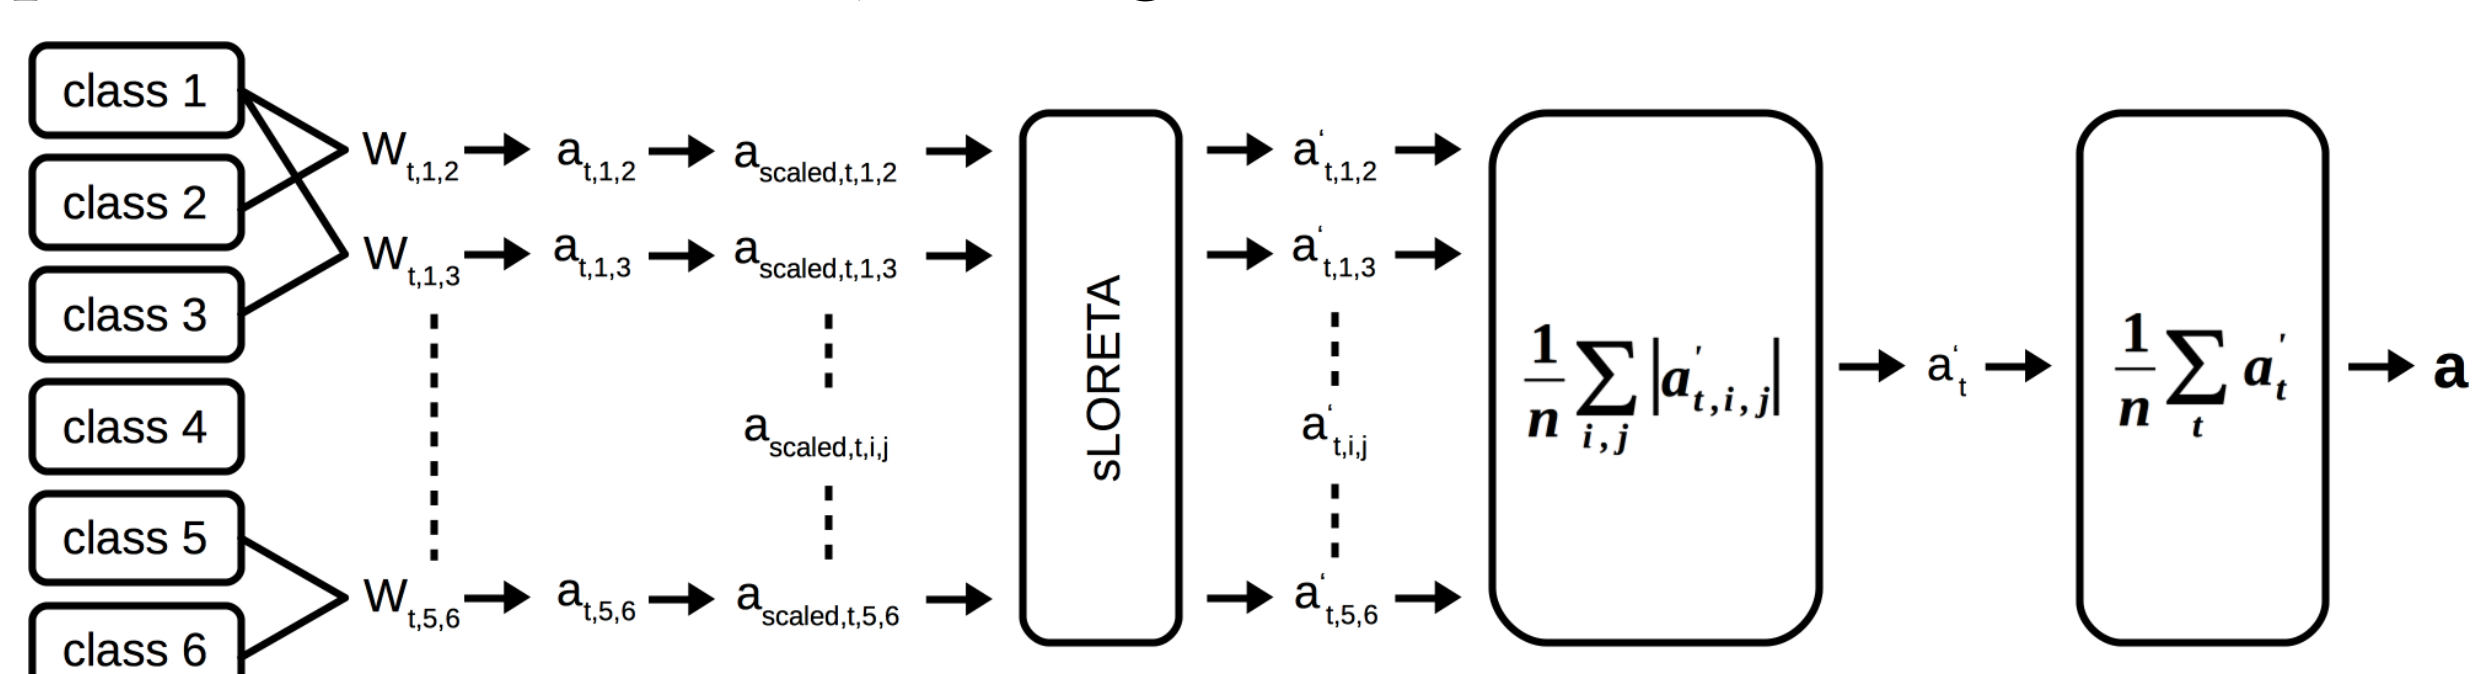 class 1
class 2
class 3
class 4
class 5
class 6
W t,1,2 a t,1,2 a scaled,t,1,2
W t,1,3 a t,1,3 a scaled,t,1,3
a scaled,t,i,j
W t,5,6 a t,5,6 a scaled,t,5,6
sLORETA
a‘ t,1,2
a‘ t,1,3
a‘ t,i,j
a‘ t,5,6
1/n ∑ i,j |a' t,i,j|
a‘ t
1/n ∑ t a' t
a